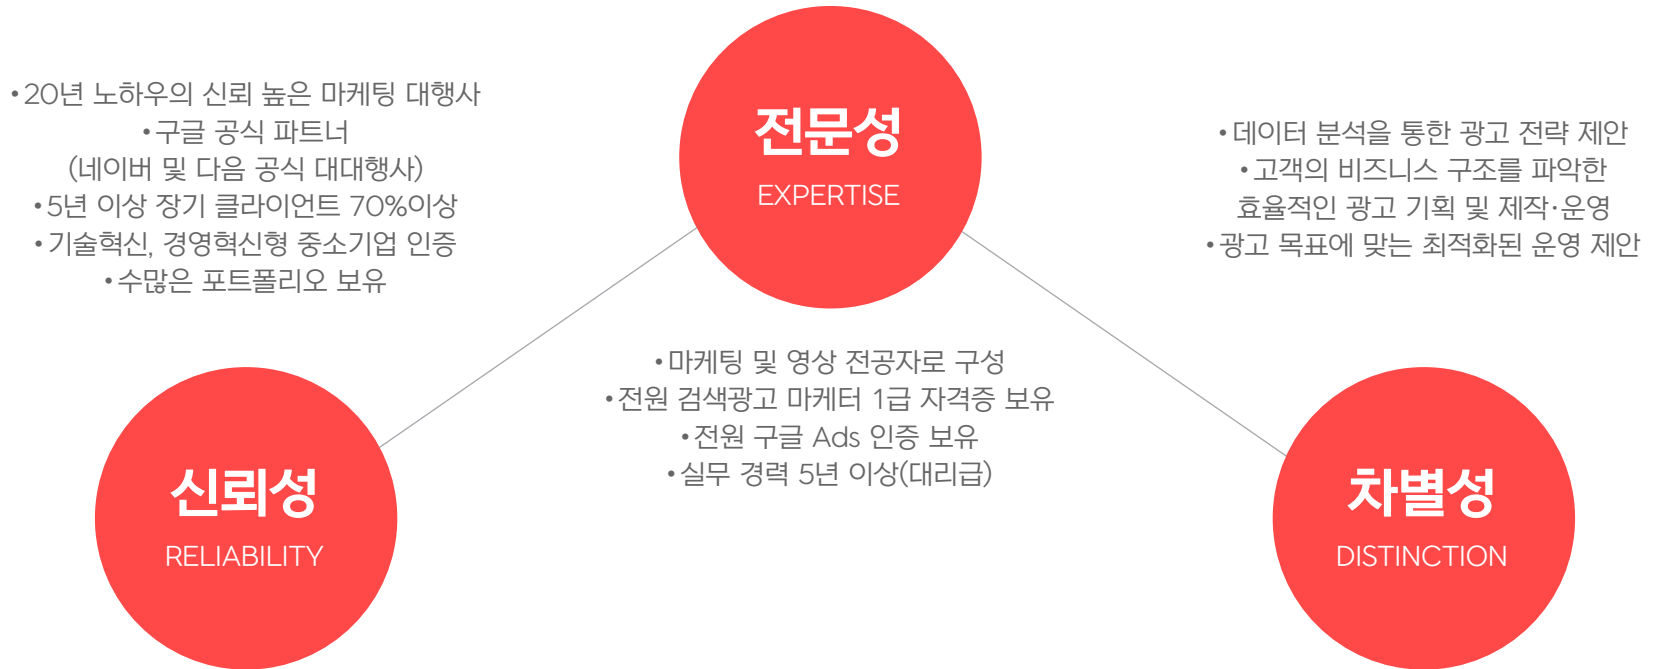 •20년 노하우의 신뢰 높은 마케팅 대행사
•구글 공식 파트너
(네이버 및 다음 공식 대대행사)
•5년 이상 장기 클라이언트 70%이상
•기술혁신, 경영혁신형 중소기업 인증
•수많은 포트폴리오 보유
신뢰성
RELIABILITY
전문성
EXPERTISE
•마케팅 및 영상 전공자로 구성
•전원 검색광고 마케터 1급 자격증 보유
•전원 구글 Ads 인증 보유
•실무 경력 5년 이상(대리급)
•데이터 분석을 통한 광고 전략 제안
•고객의 비즈니스 구조를 파악한
효율적인 광고 기획 및 제작·운영
•광고 목표에 맞는 최적화된 운영 제안
차별성
DISTINCTION